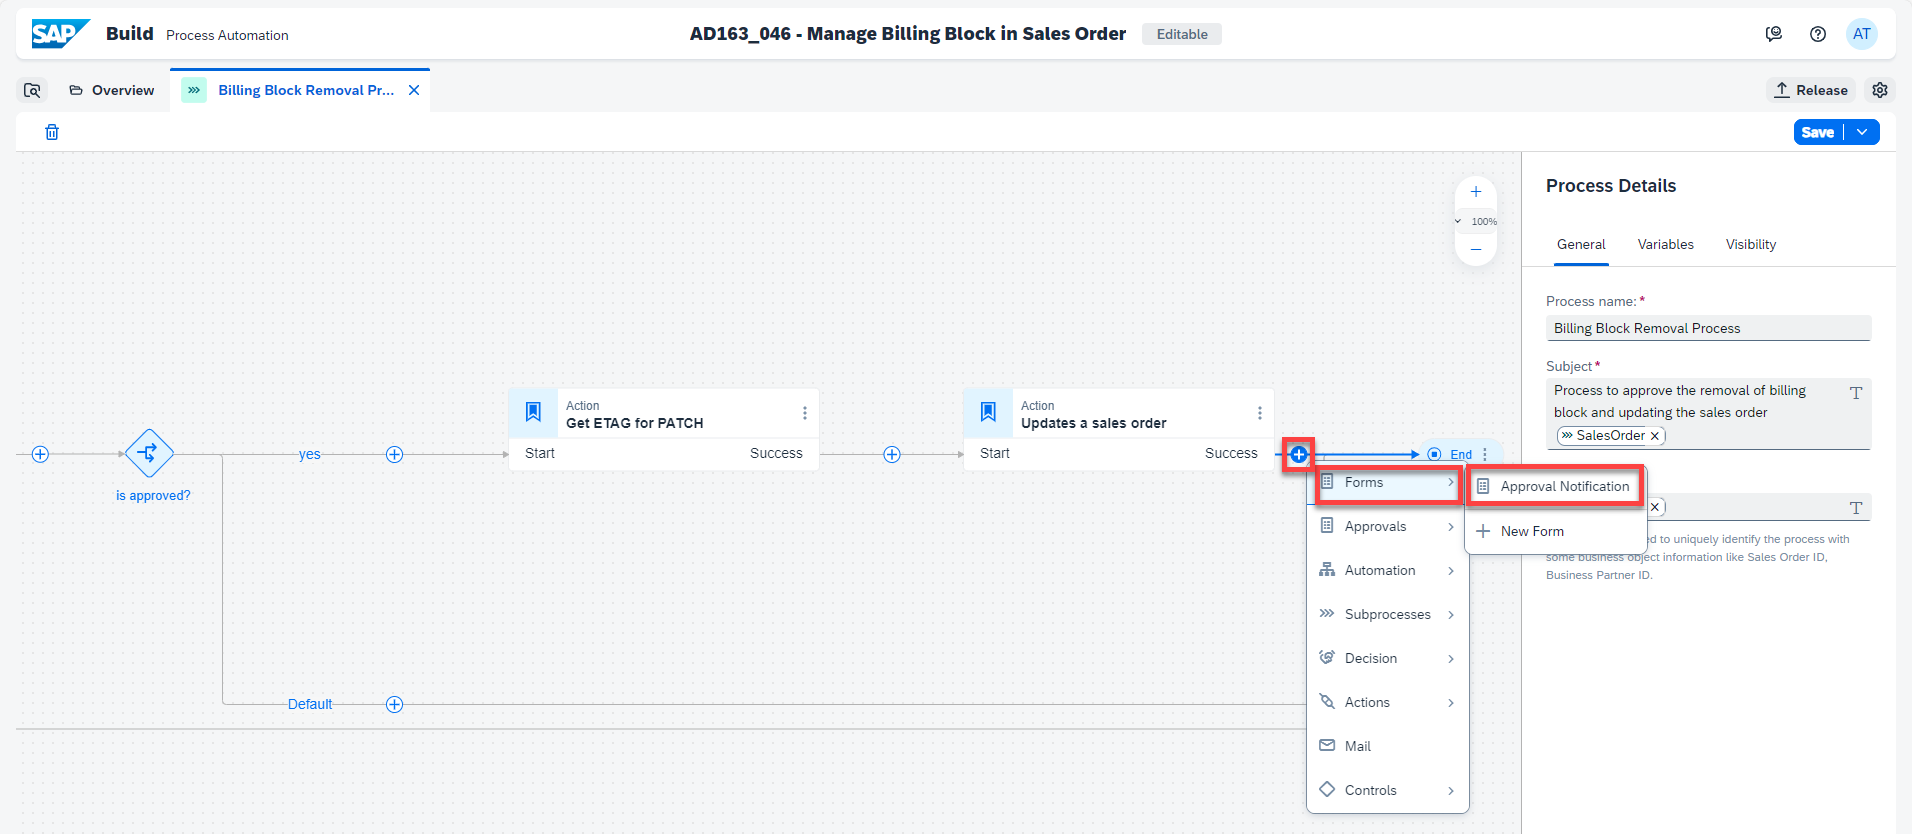 SAP Build Process Automation
AD163_046 - Manage Billing Block in Sales Order Editable
AT
Overview
Billing Block Removal Pr...
Release
Save
100%
Process Details
General Variables Visibility
Process name: *
Billing Block Removal Process
Subject *
Process to approve the removal of billing
block and updating the sales order
SalesOrder
is approved?
yes
Default
Action
Get ETAG for PATCH
Start Success
Action
Updates a sales order
Start Success
End
Forms
Approvals
Automation
Subprocesses
Decision
Actions
Mail
Controls
Approval Notification
New Form
to uniquely identify the process with
some business object information like Sales Order ID,
Business Partner ID.